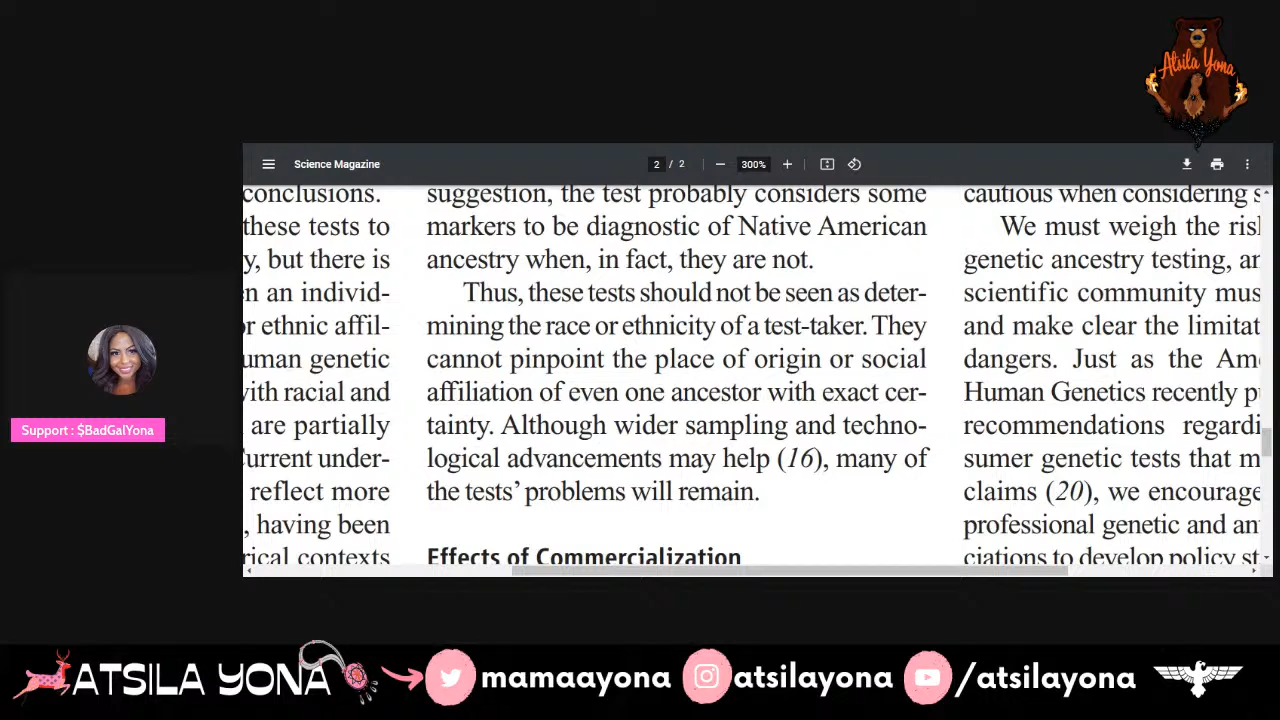 Atsila Yona
Science Magazine
2 / 2
300%
conclusions.
these tests to
y, but there is
n an individ-
or ethnic affil-
uman genetic
with racial and
are partially
Current under-
reflect more
, having been
rical contexts
suggestion, the test probably considers some
markers to be diagnostic of Native American
ancestry when, in fact, they are not.
Thus, these tests should not be seen as deter-
mining the race or ethnicity of a test-taker. They
cannot pinpoint the place of origin or social
affiliation of even one ancestor with exact cer-
tainty. Although wider sampling and techno-
logical advancements may help (16), many of
the tests' problems will remain.
Effects of Commercialization
cautious when considering s
We must weigh the risk
genetic ancestry testing, an
scientific community mus
and make clear the limitat
dangers. Just as the Ame
Human Genetics recently p
recommendations regardi
sumer genetic tests that m
claims (20), we encourage
professional genetic and an
ciations to develop policy st
Support : $BadGalYona
ATSILA YONA
mamaayona
atsilayona
/atsilayona